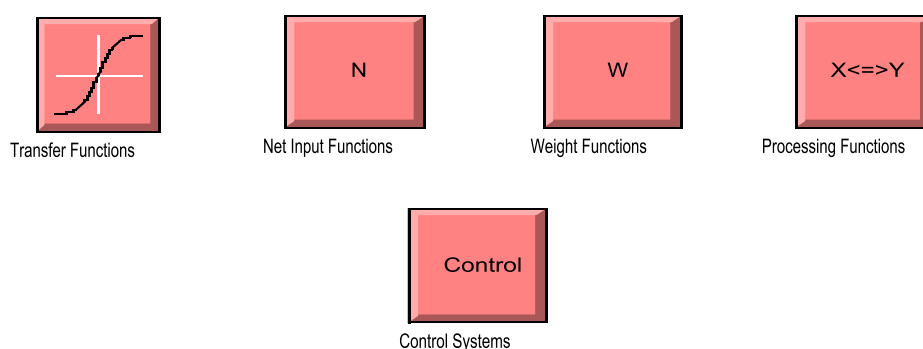 N
W
X<=>Y
Transfer Functions
Net Input Functions
Weight Functions
Processing Functions
Control
Control Systems